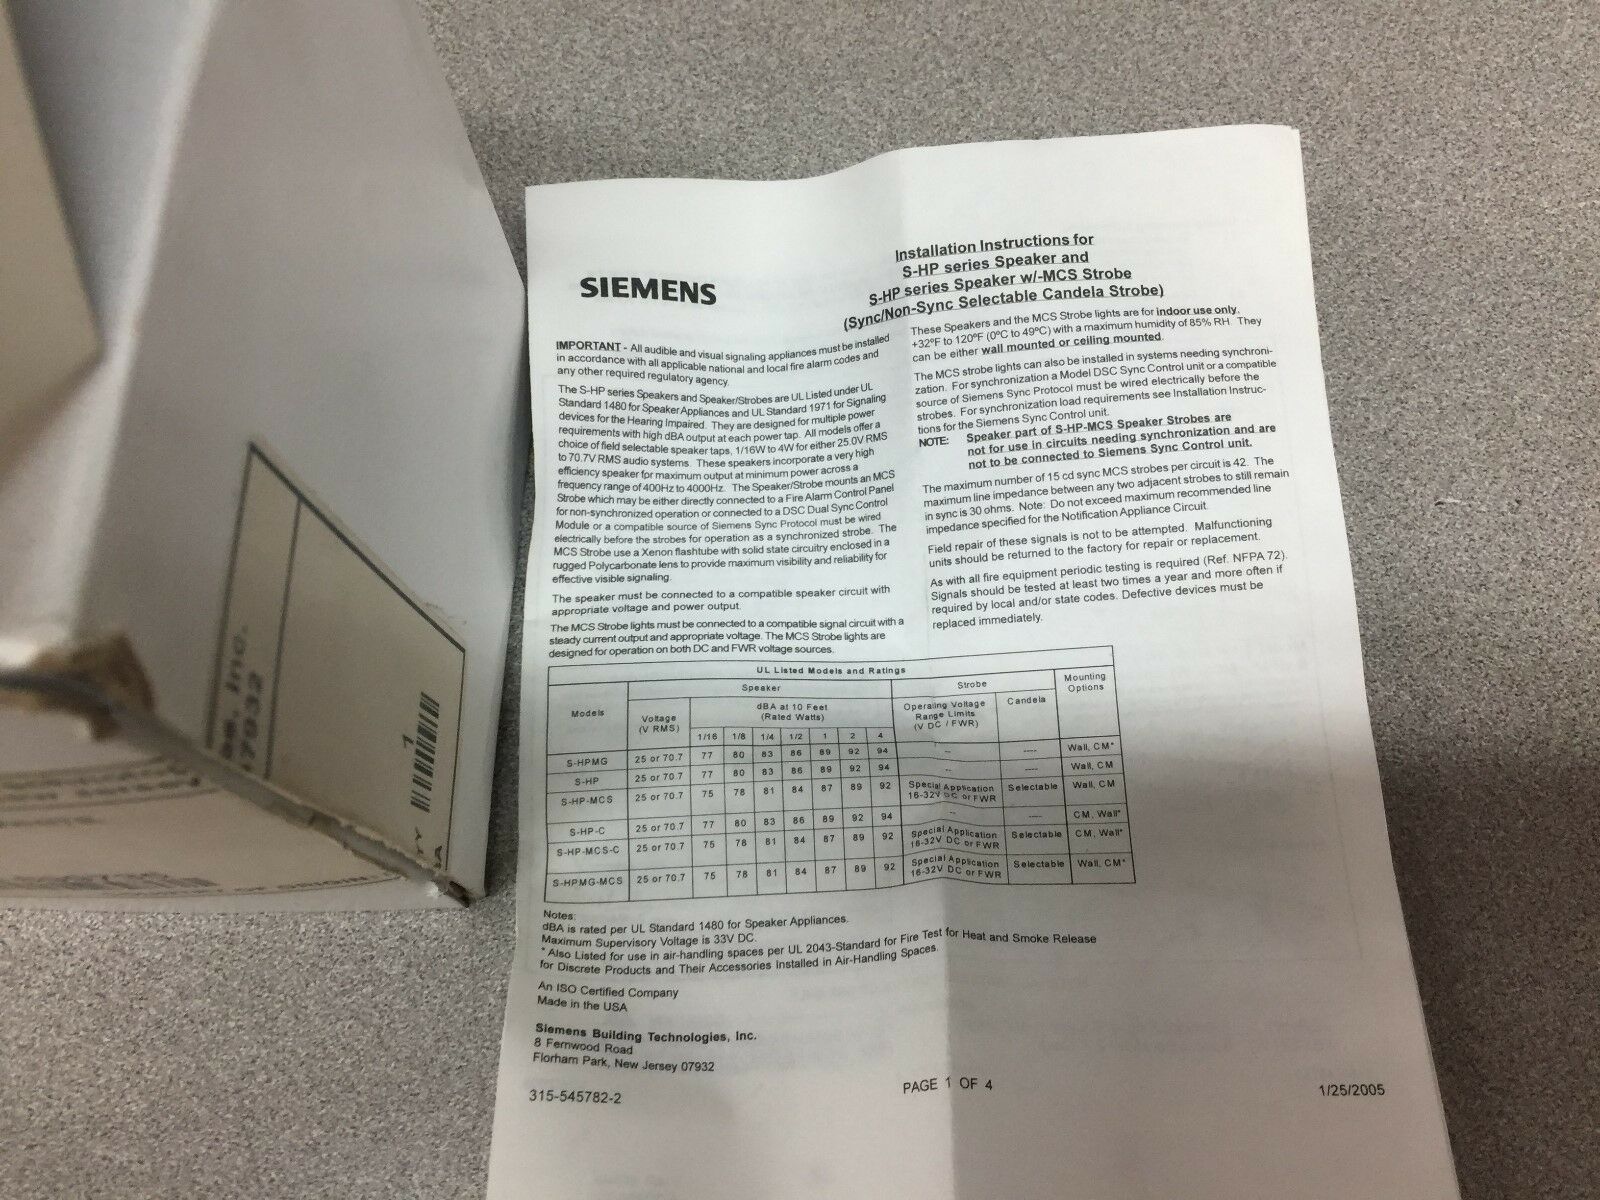 SIEMENS
Installation Instructions for
S-HP series Speaker and
S-HP series Speaker w/-MCS Strobe
(Sync/Non-Sync Selectable Candela Strobe)
IMPORTANT - All audible and visual signaling appliances must be installed
in accordance with all applicable national and local fire alarm codes and
any other required regulatory agency.
The S-HP series Speakers and Speaker/Strobes are UL Listed under UL
Standard 1480 for Speaker Appliances and UL Standard 1971 for Signaling
devices for the Hearing Impaired. They are designed for multiple power
requirements with high dBA output at each power tap. All models offer a
choice of field selectable speaker taps, 1/16W to 4W for either 25.0V RMS
to 70.7V RMS audio systems. These speakers incorporate a very high
efficiency speaker for maximum output at minimum power across a
frequency range of 400Hz to 4000Hz. The Speaker/Strobe mounts an MCS
Strobe which may be either directly connected to a Fire Alarm Control Panel
for non-synchronized operation or connected to a DSC Dual Sync Control
Module or a compatible source of Siemens Sync Protocol must be wired
electrically before the strobes for operation as a synchronized strobe. The
MCS Strobe use a Xenon flashtube with solid state circuitry enclosed in a
rugged Polycarbonate lens to provide maximum visibility and reliability for
effective visible signaling.
The speaker must be connected to a compatible speaker circuit with
appropriate voltage and power output.
The MCS Strobe lights must be connected to a compatible signal circuit with a
steady current output and appropriate voltage. The MCS Strobe lights are
designed for operation on both DC and FWR voltage sources.
These Speakers and the MCS Strobe lights are for indoor use only.
+32ºF to 120ºF (0ºC to 49ºC) with a maximum humidity of 85% RH. They
can be either wall mounted or ceiling mounted.
The MCS strobe lights can also be installed in systems needing synchroni-
zation. For synchronization a Model DSC Sync Control unit or a compatible
source of Siemens Sync Protocol must be wired electrically before the
strobes. For synchronization load requirements see Installation Instruc-
tions for the Siemens Sync Control unit.
NOTE: Speaker part of S-HP-MCS Speaker Strobes are
not for use in circuits needing synchronization and are
not to be connected to Siemens Sync Control unit.
The maximum number of 15 cd sync MCS strobes per circuit is 42. The
maximum line impedance between any two adjacent strobes to still remain
in sync is 30 ohms. Note: Do not exceed maximum recommended line
impedance specified for the Notification Appliance Circuit.
Field repair of these signals is not to be attempted. Malfunctioning
units should be returned to the factory for repair or replacement.
As with all fire equipment periodic testing is required (Ref. NFPA 72).
Signals should be tested at least two times a year and more often if
required by local and/or state codes. Defective devices must be
replaced immediately.
UL Listed Models and Ratings
Models Speaker Strobe Mounting Options
Voltage (V RMS) dBA at 10 Feet (Rated Watts) Operating Voltage Range Limits (V DC / FWR) Candela
1/16 1/8 1/4 1/2 1 2 4
S-HPMG 25 or 70.7 77 80 83 86 89 92 94 -- ---- Wall, CM*
S-HP 25 or 70.7 77 80 83 86 89 92 94 -- ---- Wall, CM
S-HP-MCS 25 or 70.7 75 78 81 84 87 89 92 Special Application 16-32V DC or FWR Selectable Wall, CM
S-HP-C 25 or 70.7 77 80 83 86 89 92 94 -- ---- CM, Wall*
S-HP-MCS-C 25 or 70.7 75 78 81 84 87 89 92 Special Application 16-32V DC or FWR Selectable CM, Wall*
S-HPMG-MCS 25 or 70.7 75 78 81 84 87 89 92 Special Application 16-32V DC or FWR Selectable Wall, CM*
Notes:
dBA is rated per UL Standard 1480 for Speaker Appliances.
Maximum Supervisory Voltage is 33V DC.
* Also Listed for use in air-handling spaces per UL 2043-Standard for Fire Test for Heat and Smoke Release
for Discrete Products and Their Accessories Installed in Air-Handling Spaces.
An ISO Certified Company
Made in the USA
Siemens Building Technologies, Inc.
8 Fernwood Road
Florham Park, New Jersey 07932
315-545782-2
PAGE 1 OF 4
1/25/2005
Inc.
07932
1